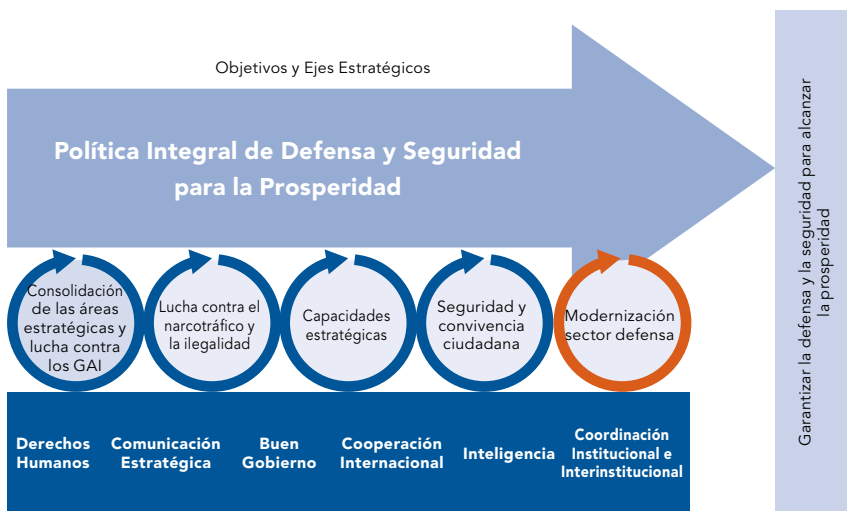 Objetivos y Ejes Estratégicos
Política Integral de Defensa y Seguridad
para la Prosperidad
Consolidación
de las áreas
estratégicas y
lucha contra
los GAI
Lucha contra el
narcotráfico y
la ilegalidad
Capacidades
estratégicas
Seguridad y
convivencia
ciudadana
Modernización
sector defensa
Derechos
Humanos
Comunicación
Estratégica
Buen
Gobierno
Cooperación
Internacional
Inteligencia
Coordinación
Institucional e
Interinstitucional
Garantizar la defensa y la seguridad para alcanzar
la prosperidad